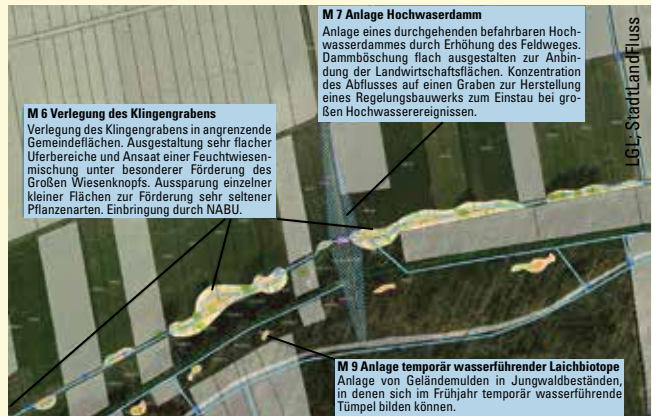 M 7 Anlage Hochwaserdamm
Anlage eines durchgehenden befahrbaren Hoch-
wasserdammes durch Erhöhung des Feldweges.
Dammböschung flach ausgestalten zur Anbin-
dung der Landwirtschaftsflächen. Konzentration
des Abflusses auf einen Graben zur Herstellung
eines Regelungsbauwerks zum Einstau bei gro-
ßen Hochwasserereignissen.
LGL; StadtLandFluss
M 6 Verlegung des Klingengrabens
Verlegung des Klingengrabens in angrenzende
Gemeindeflächen. Ausgestaltung sehr flacher
Uferbereiche und Ansaat einer Feuchtwiesen-
mischung unter besonderer Förderung des
Großen Wiesenknopfs. Aussparung einzelner
kleiner Flächen zur Förderung sehr seltener
Pflanzenarten. Einbringung durch NABU.
M 9 Anlage temporär wasserführender Laichbiotope
Anlage von Geländemulden in Jungwaldbeständen,
in denen sich im Frühjahr temporär wasserführende
Tümpel bilden können.